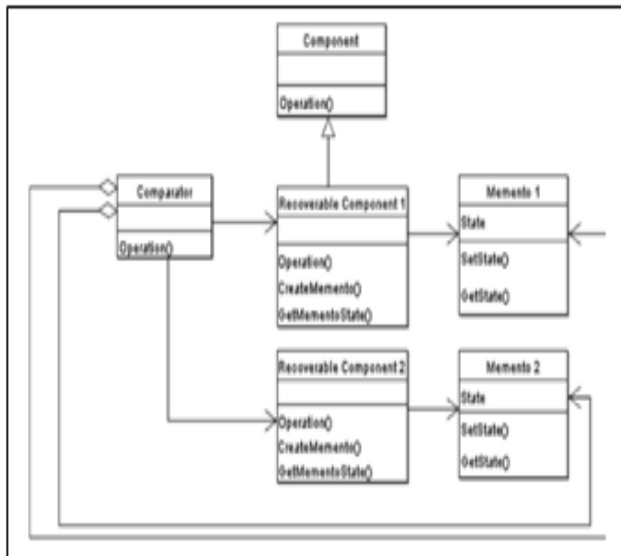 Component
Operation()
Comparator
Operation()
Recoverable Component 1
Operation()
CreateMemento()
GetMementoState()
Memento 1
State
SetState()
GetState()
Recoverable Component 2
Operation()
CreateMemento()
GetMementoState()
Memento 2
State
SetState()
GetState()